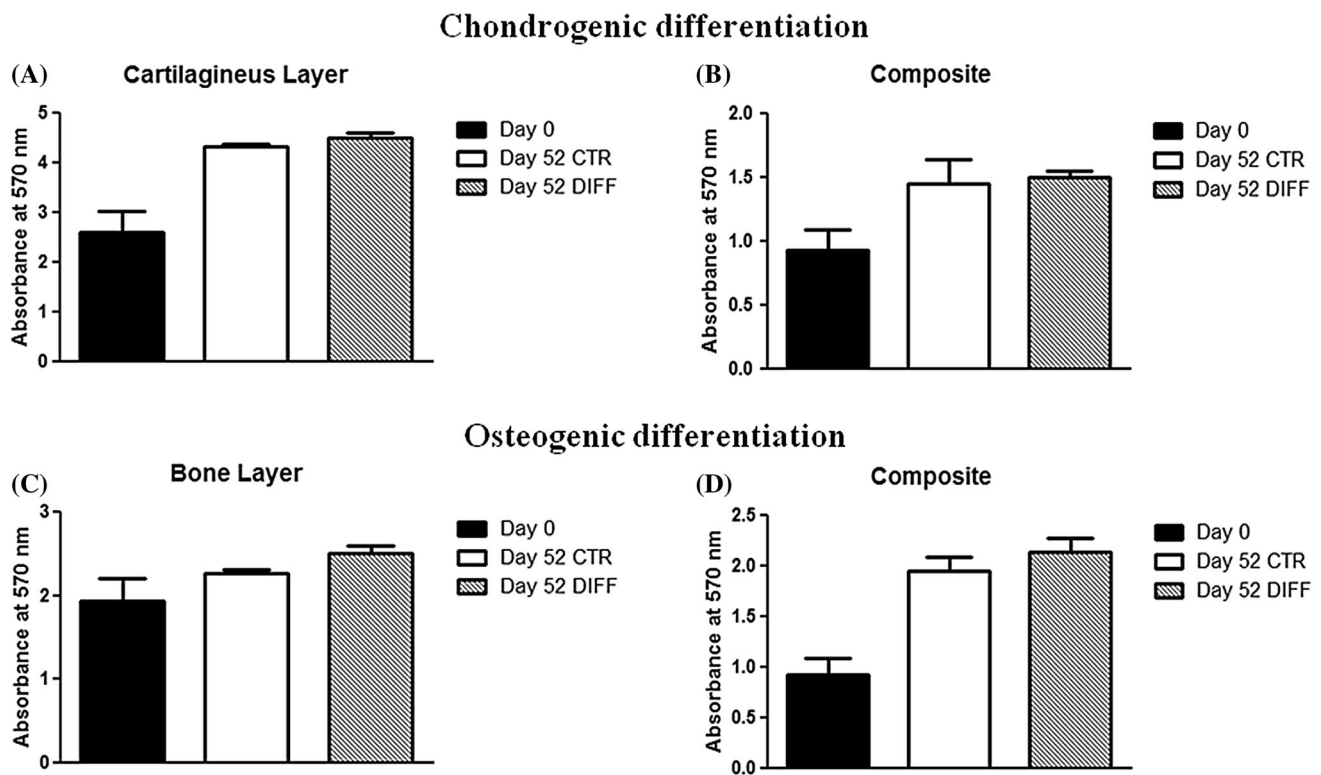 Chondrogenic differentiation
(A)
Cartilagineus Layer
Absorbance at 570 nm
5
4
3
2
1
0
Day 0
Day 52 CTR
Day 52 DIFF
(B)
Composite
Absorbance at 570 nm
2.0
1.5
1.0
0.5
0.0
Day 0
Day 52 CTR
Day 52 DIFF
Osteogenic differentiation
(C)
Bone Layer
Absorbance at 570 nm
3
2
1
0
Day 0
Day 52 CTR
Day 52 DIFF
(D)
Composite
Absorbance at 570 nm
2.5
2.0
1.5
1.0
0.5
0.0
Day 0
Day 52 CTR
Day 52 DIFF